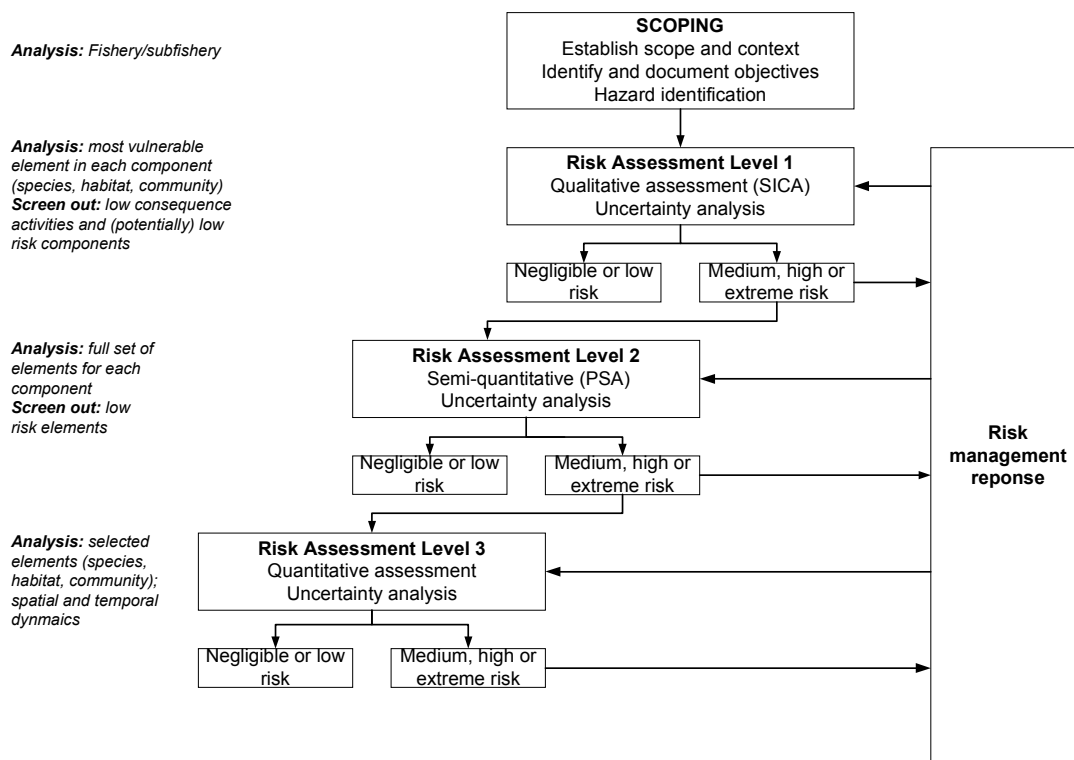 SCOPING
Establish scope and context
Identify and document objectives
Hazard identification
Analysis: Fishery/subfishery
Analysis: most vulnerable
element in each component
(species, habitat, community)
Screen out: low consequence
activities and (potentially) low
risk components
Risk Assessment Level 1
Qualitative assessment (SICA)
Uncertainty analysis
Negligible or low
risk
Medium, high or
extreme risk
Analysis: full set of
elements for each
component
Screen out: low
risk elements
Risk Assessment Level 2
Semi-quantitative (PSA)
Uncertainty analysis
Negligible or low
risk
Medium, high or
extreme risk
Risk
management
reponse
Analysis: selected
elements (species,
habitat, community);
spatial and temporal
dynmaics
Risk Assessment Level 3
Quantitative assessment
Uncertainty analysis
Negligible or low
risk
Medium, high or
extreme risk